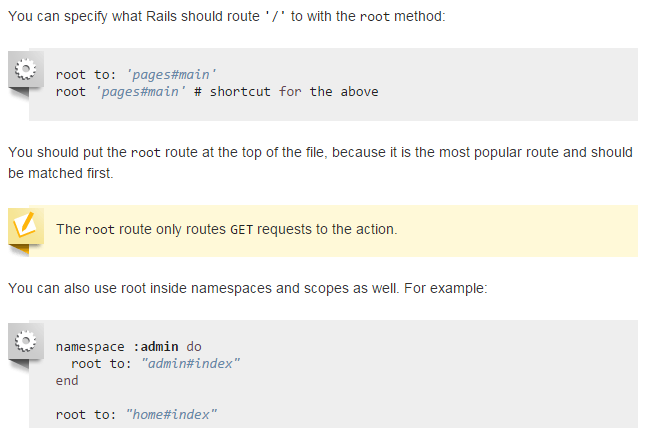 You can specify what Rails should route '/' to with the root method:
root to: 'pages#main'
root 'pages#main' # shortcut for the above
You should put the root route at the top of the file, because it is the most popular route and should
be matched first.
The root route only routes GET requests to the action.
You can also use root inside namespaces and scopes as well. For example:
namespace :admin do
  root to: "admin#index"
end
root to: "home#index"